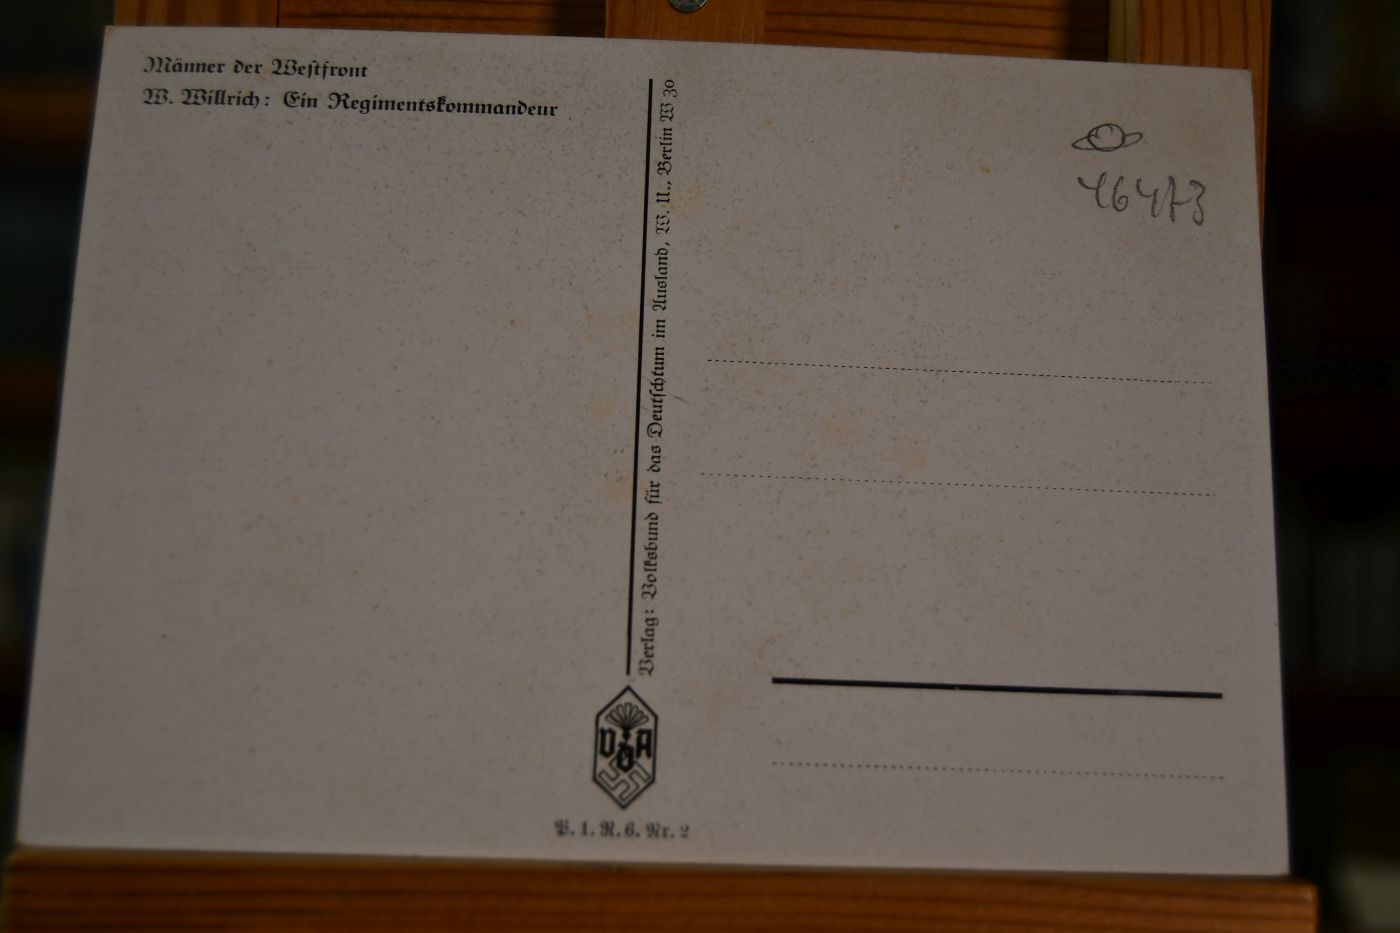 Männer der Westfront
W. Willrich: Ein Regimentskommandeur
Verlag: Volksbund für das Deutschtum im Ausland, W. U., Berlin W 30
46473
VDA
P. 1. R. 6. Nr. 2